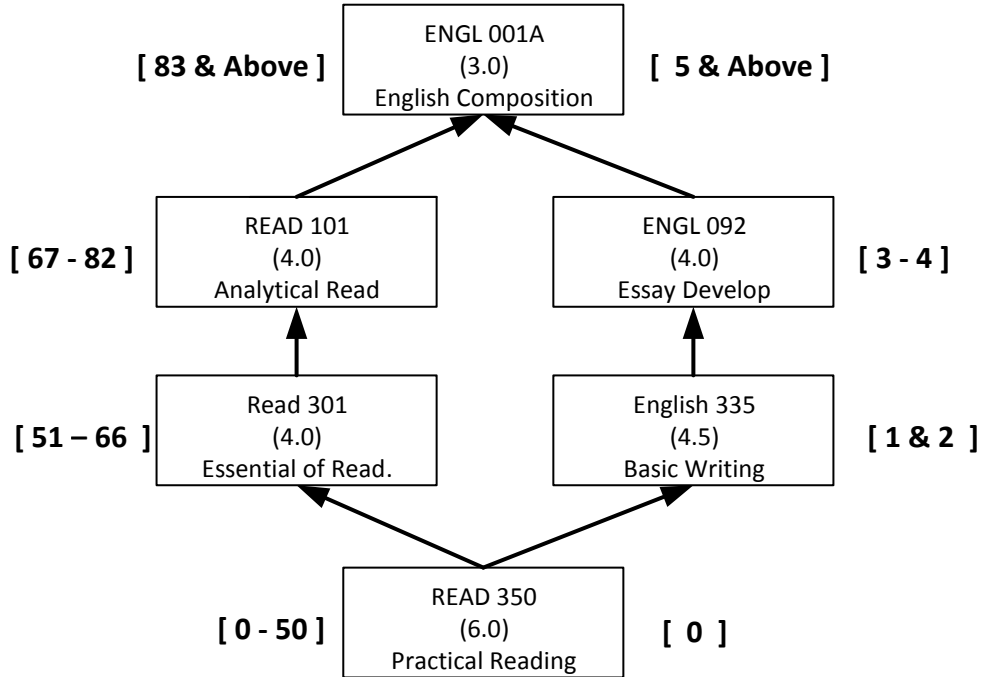 ENGL 001A
(3.0)
English Composition
[ 83 & Above ]
[ 5 & Above ]
READ 101
(4.0)
Analytical Read
[ 67 - 82 ]
ENGL 092
(4.0)
Essay Develop
[ 3 - 4 ]
Read 301
(4.0)
Essential of Read.
[ 51 – 66 ]
English 335
(4.5)
Basic Writing
[ 1 & 2 ]
READ 350
(6.0)
Practical Reading
[ 0 - 50 ]
[ 0 ]